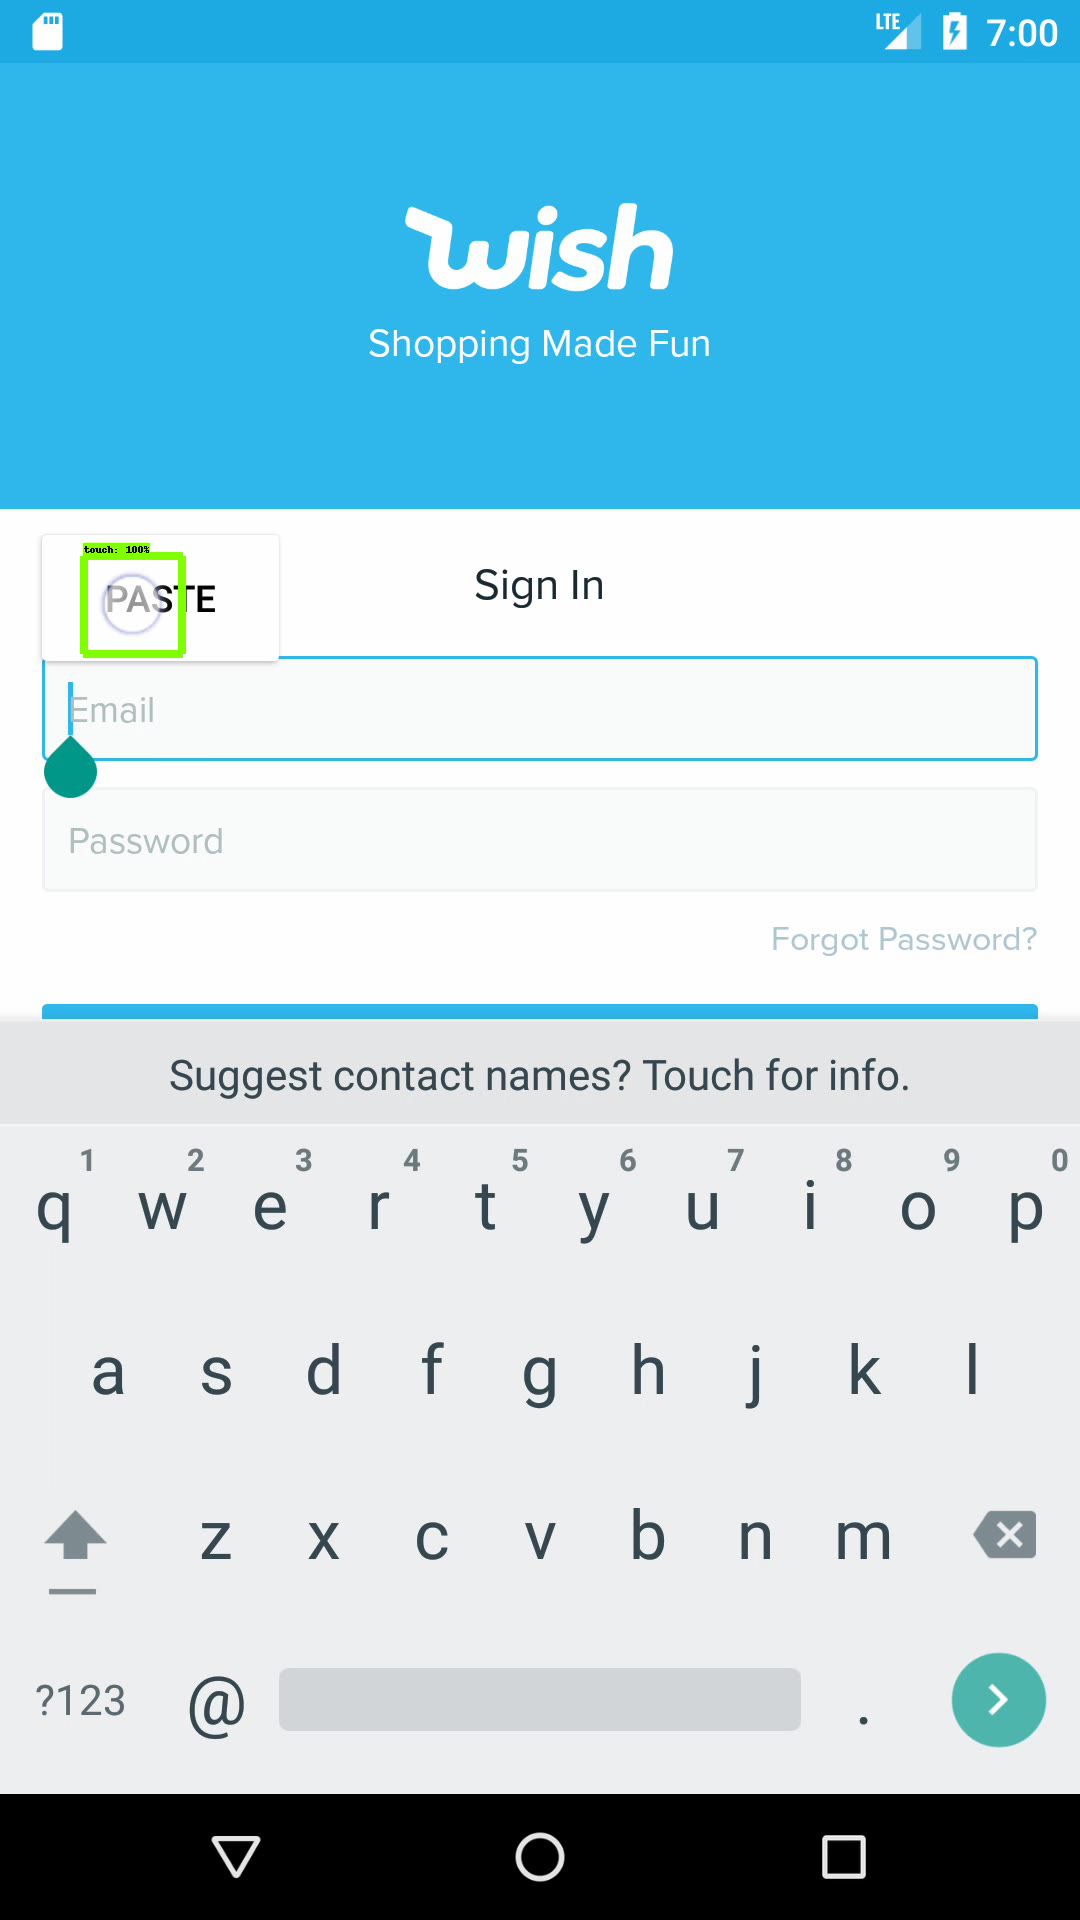 LTE 7:00
wish
Shopping Made Fun
touch: 100%
PASTE
Sign In
Email
Password
Forgot Password?
Suggest contact names? Touch for info.
1 2 3 4 5 6 7 8 9 0
q w e r t y u i o p
a s d f g h j k l
z x c v b n m
?123 @ .